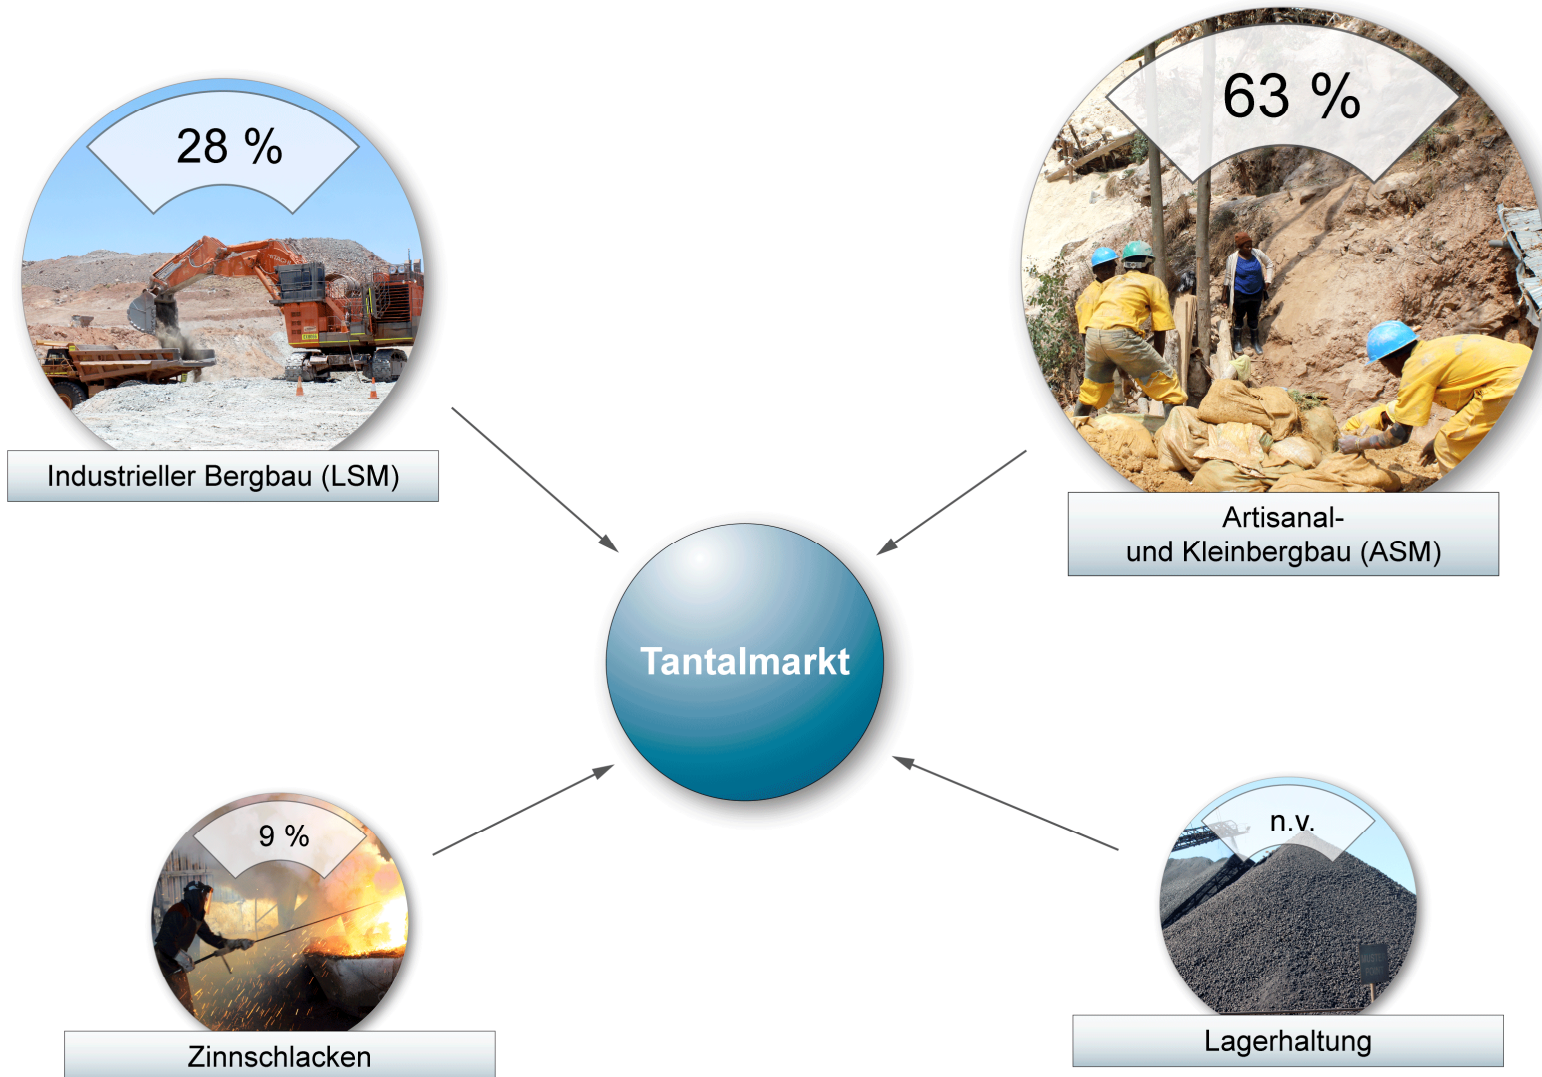 28 %
Industrieller Bergbau (LSM)
63 %
Artisanal-
und Kleinbergbau (ASM)
Tantalmarkt
9 %
Zinnschlacken
n.v.
Lagerhaltung